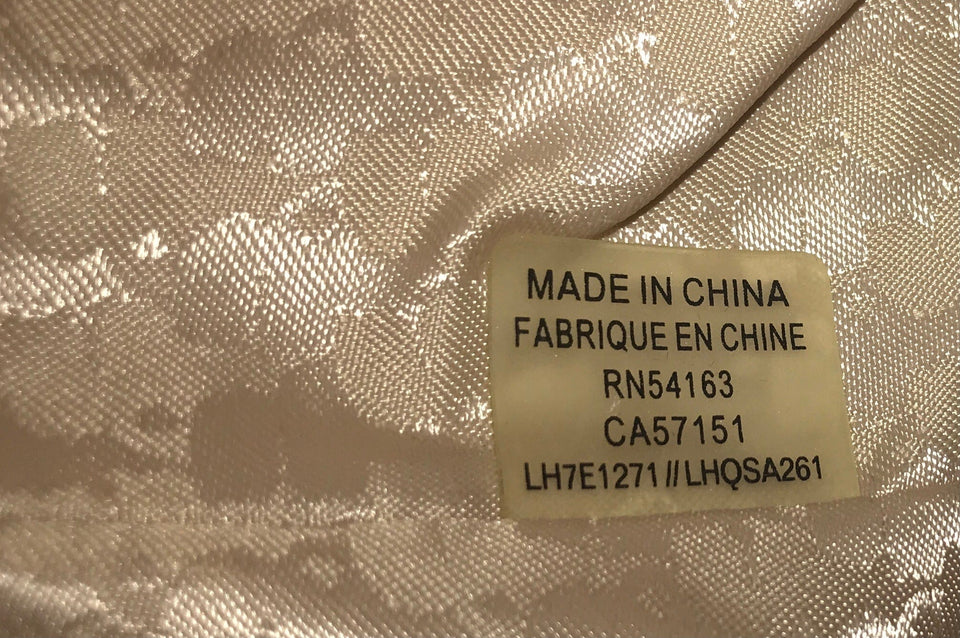 MADE IN CHINA
FABRIQUE EN CHINE
RN54163
CA57151
LH7E1271//LHQSA261